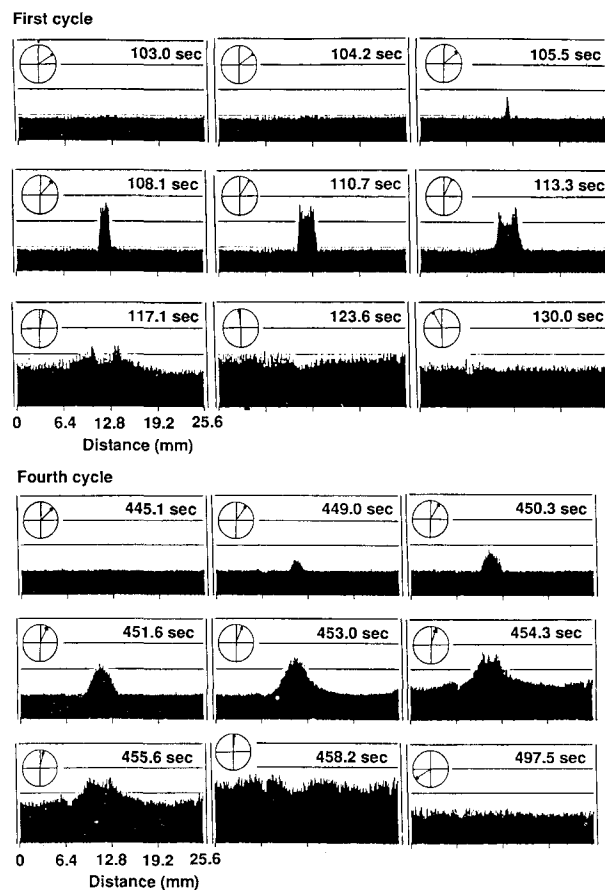 First cycle
103.0 sec 104.2 sec 105.5 sec
108.1 sec 110.7 sec 113.3 sec
117.1 sec 123.6 sec 130.0 sec
0 6.4 12.8 19.2 25.6
Distance (mm)
Fourth cycle
445.1 sec 449.0 sec 450.3 sec
451.6 sec 453.0 sec 454.3 sec
455.6 sec 458.2 sec 497.5 sec
0 6.4 12.8 19.2 25.6
Distance (mm)